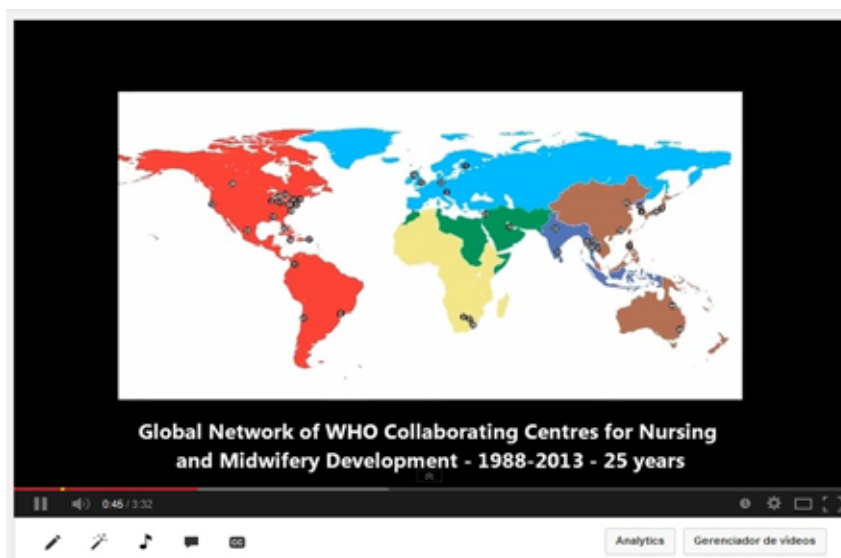 Global Network of WHO Collaborating Centres for Nursing
and Midwifery Development - 1988-2013 - 25 years
0:45 / 3:32
CC
Analytics
Gerenciador de vídeos